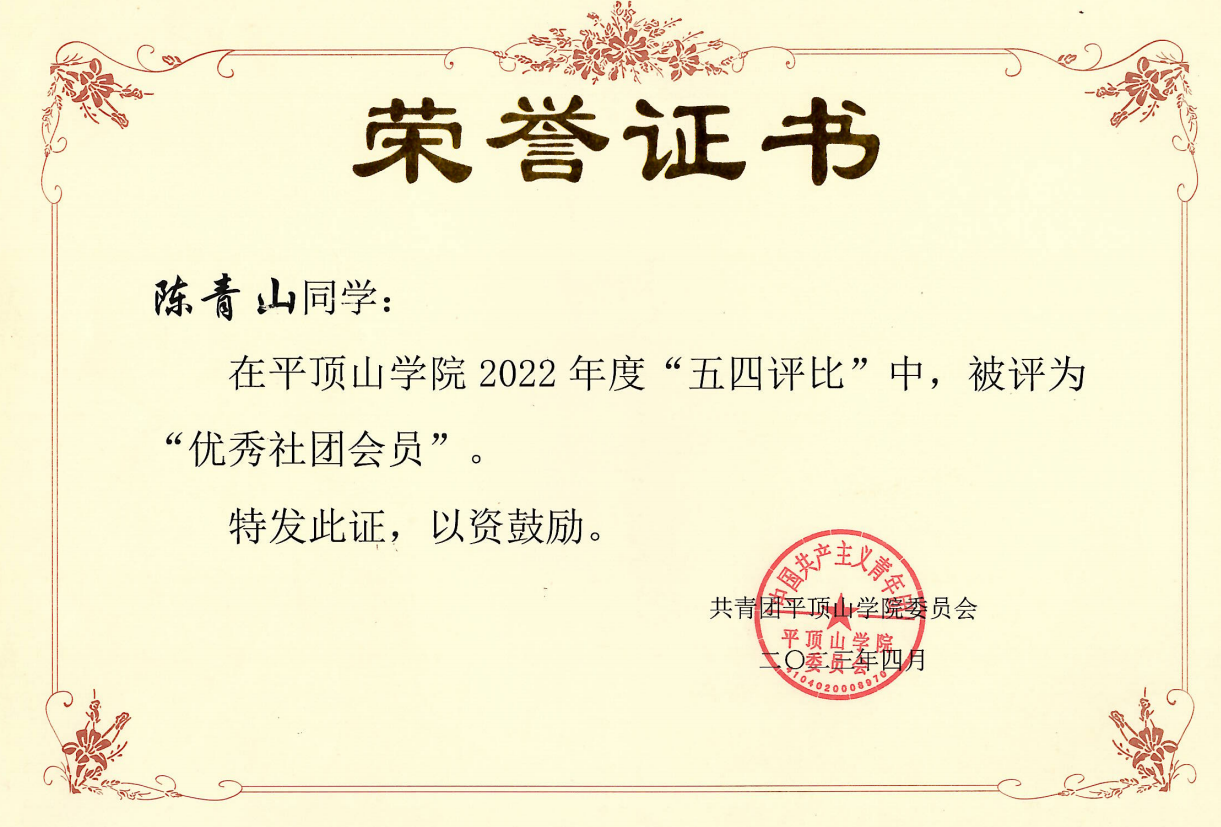 荣誉证书
陈青山同学：
在平顶山学院 2022 年度“五四评比”中，被评为
“优秀社团会员”。
特发此证，以资鼓励。
中国共产主义青年团
共青团平顶山学院委员会
平顶山学院
二〇二三年四月
委员会
4104020008970